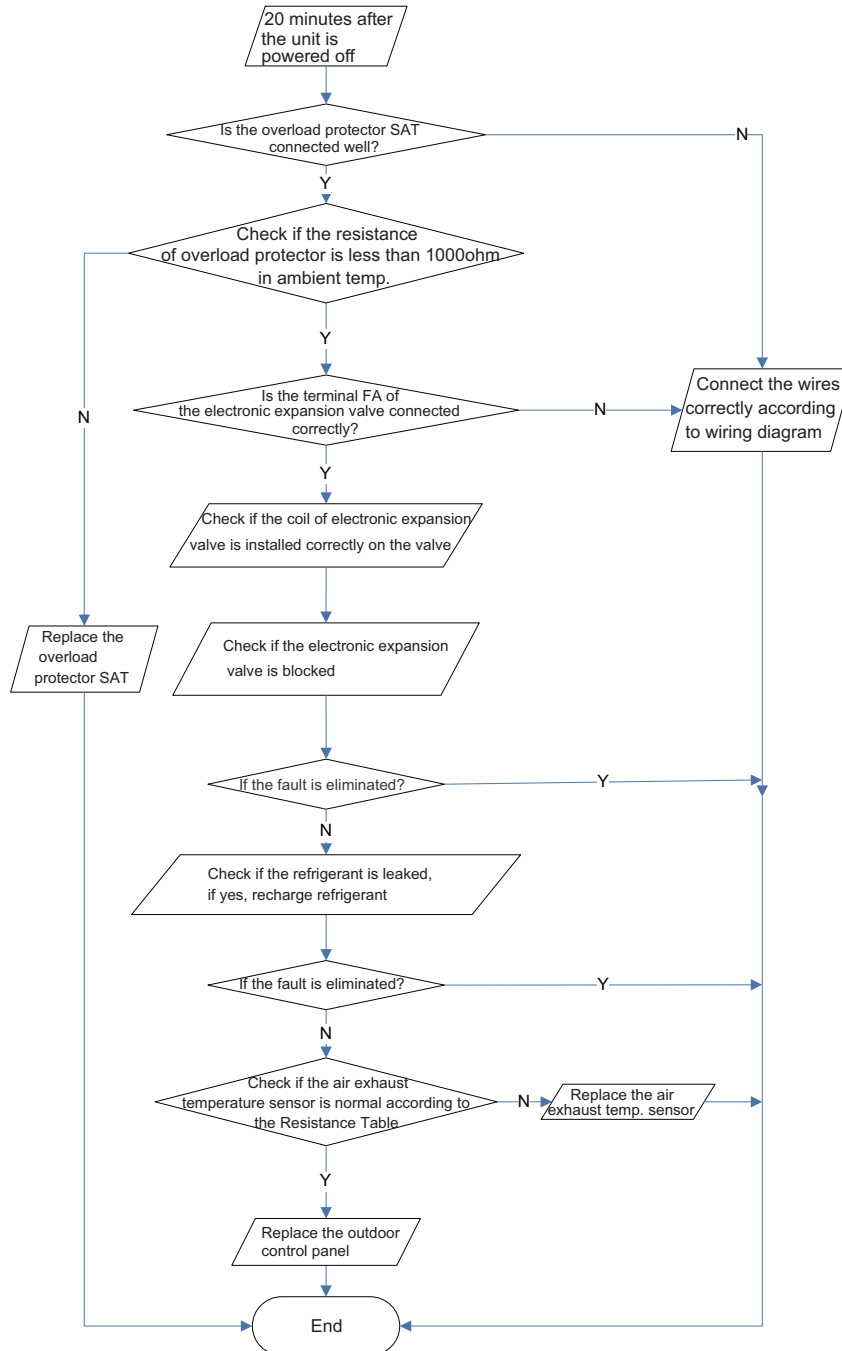 20 minutes after
the unit is
powered off
Is the overload protector SAT
connected well?
N
Y
Check if the resistance
of overload protector is less than 1000ohm
in ambient temp.
Y
N
Is the terminal FA of
the electronic expansion valve connected
correctly?
N
Connect the wires
correctly according
to wiring diagram
Y
Check if the coil of electronic expansion
valve is installed correctly on the valve
Replace the
overload
protector SAT
Check if the electronic expansion
valve is blocked
If the fault is eliminated?
Y
N
Check if the refrigerant is leaked,
if yes, recharge refrigerant
If the fault is eliminated?
Y
N
Check if the air exhaust
temperature sensor is normal according to
the Resistance Table
N
Replace the air
exhaust temp. sensor
Y
Replace the outdoor
control panel
End